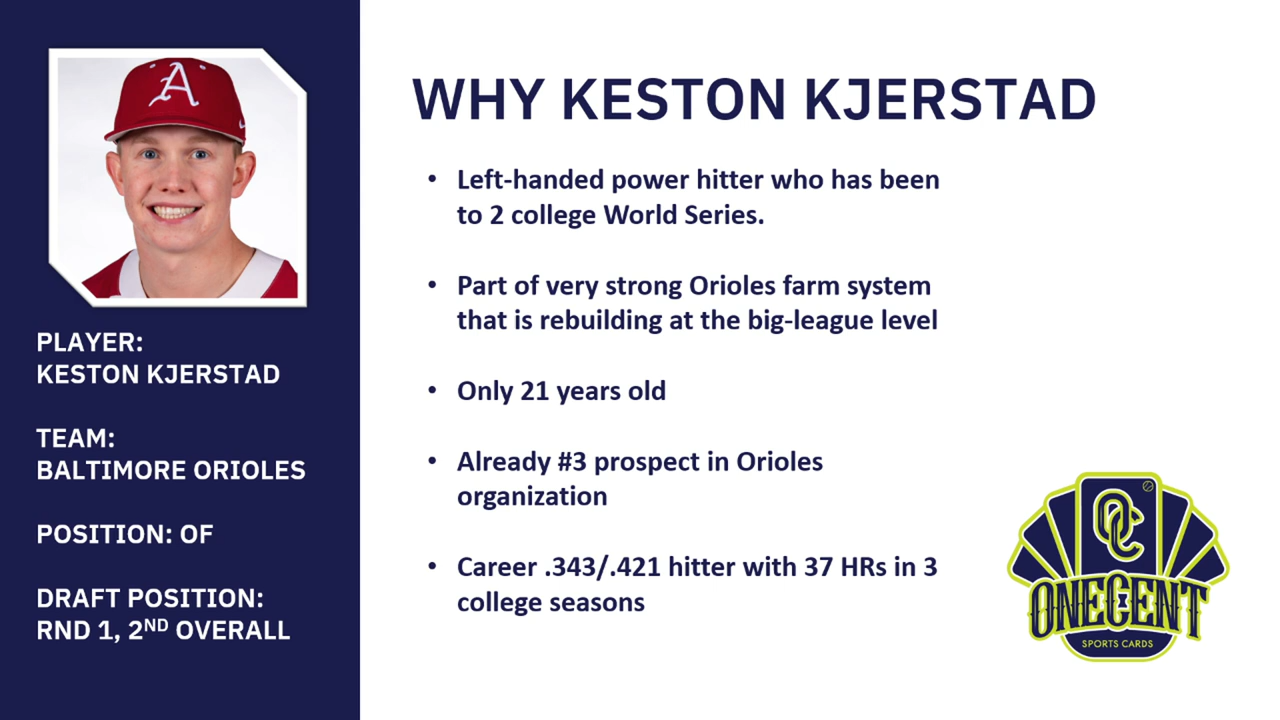 A
PLAYER:
KESTON KJERSTAD
TEAM:
BALTIMORE ORIOLES
POSITION: OF
DRAFT POSITION:
RND 1, 2ND OVERALL
WHY KESTON KJERSTAD
• Left-handed power hitter who has been
to 2 college World Series.
• Part of very strong Orioles farm system
that is rebuilding at the big-league level
• Only 21 years old
• Already #3 prospect in Orioles
organization
• Career .343/.421 hitter with 37 HRs in 3
college seasons
OC
ONECENT
SPORTS CARDS